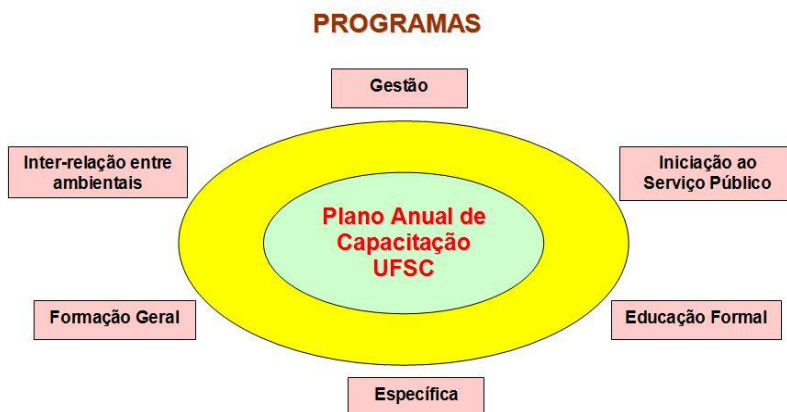 PROGRAMAS
Gestão
Inter-relação entre
ambientais
Iniciação ao
Serviço Público
Plano Anual de
Capacitação
UFSC
Formação Geral
Educação Formal
Específica